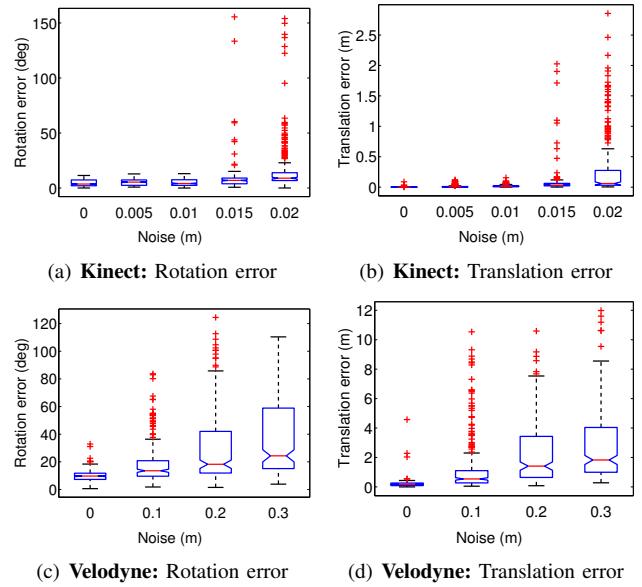 150
100
50
0
Rotation error (deg)
0 0.005 0.01 0.015 0.02
Noise (m)
(a) Kinect: Rotation error
2.5
2
1.5
1
0.5
0
Translation error (m)
0 0.005 0.01 0.015 0.02
Noise (m)
(b) Kinect: Translation error
120
100
80
60
40
20
0
Rotation error (deg)
0 0.1 0.2 0.3
Noise (m)
(c) Velodyne: Rotation error
12
10
8
6
4
2
0
Translation error (m)
0 0.1 0.2 0.3
Noise (m)
(d) Velodyne: Translation error